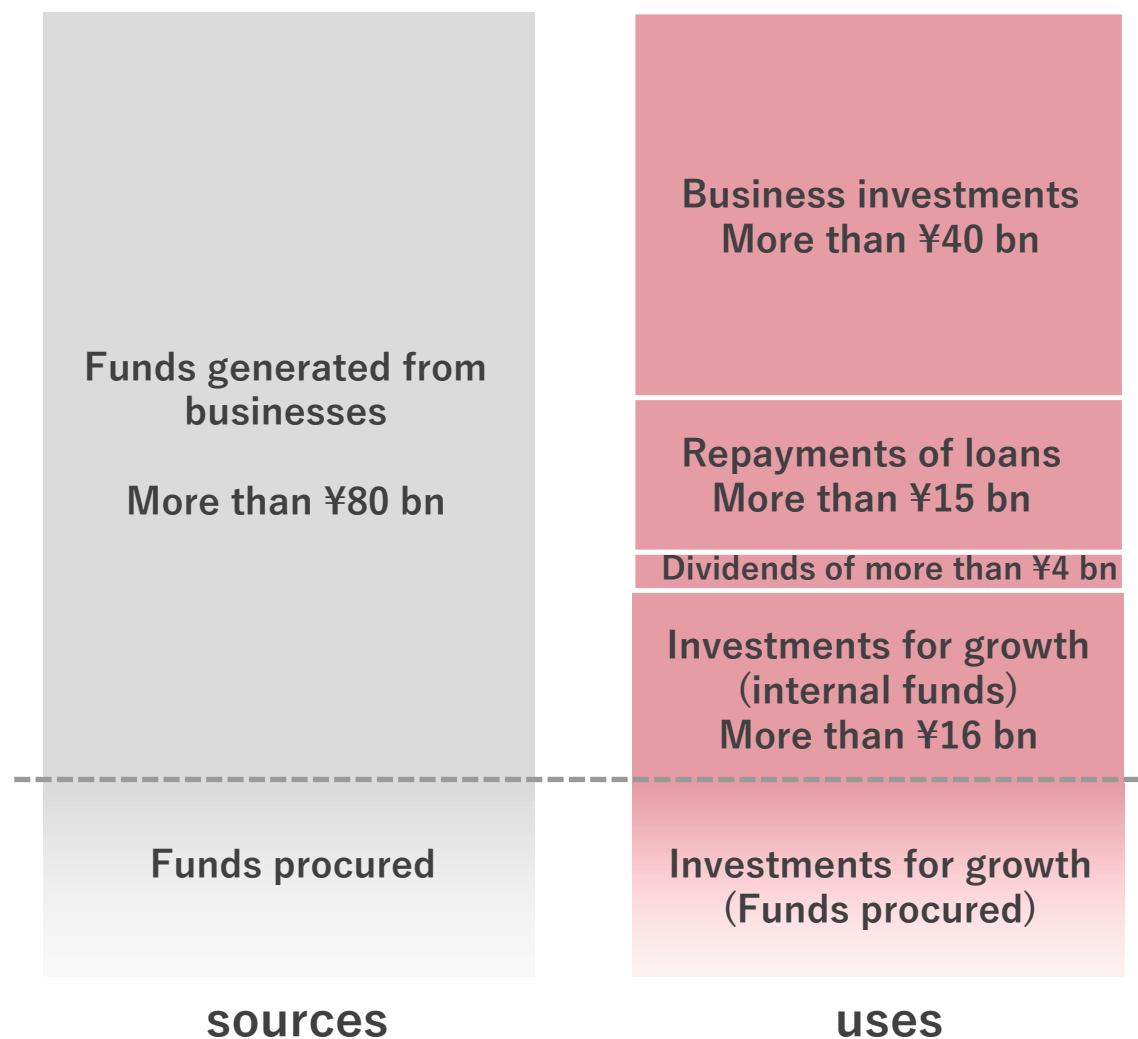 Funds generated from
businesses
More than ¥80 bn
Funds procured
sources
Business investments
More than ¥40 bn
Repayments of loans
More than ¥15 bn
Dividends of more than ¥4 bn
Investments for growth
(internal funds)
More than ¥16 bn
Investments for growth
(Funds procured)
uses